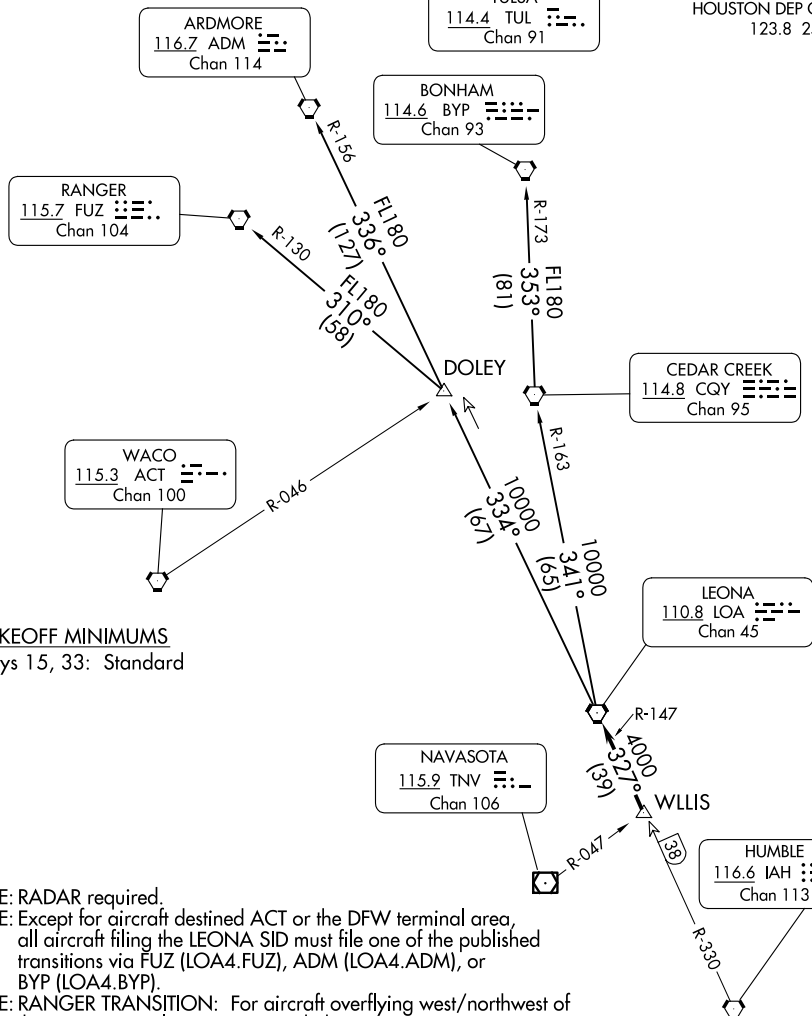 TULSA
114.4 TUL
Chan 91
HOUSTON DEP
123.8
ARDMORE
116.7 ADM
Chan 114
BONHAM
114.6 BYP
Chan 93
RANGER
115.7 FUZ
Chan 104
R-156
R-173
R-130
FL180
336°
(127)
FL180
310°
(58)
FL180
353°
(81)
DOLEY
CEDAR CREEK
114.8 CQY
Chan 95
R-163
WACO
115.3 ACT
Chan 100
R-046
10000
334°
(67)
10000
341°
(65)
LEONA
110.8 LOA
Chan 45
KEOFF MINIMUMS
ys 15, 33: Standard
R-147
4000
327°
(39)
NAVASOTA
115.9 TNV
Chan 106
WLLIS
R-047
38
HUMBLE
116.6 IAH
Chan 113
R-330
E: RADAR required.
E: Except for aircraft destined ACT or the DFW terminal area,
all aircraft filing the LEONA SID must file one of the published
transitions via FUZ (LOA4.FUZ), ADM (LOA4.ADM), or
BYP (LOA4.BYP).
E: RANGER TRANSITION: For aircraft overflying west/northwest of